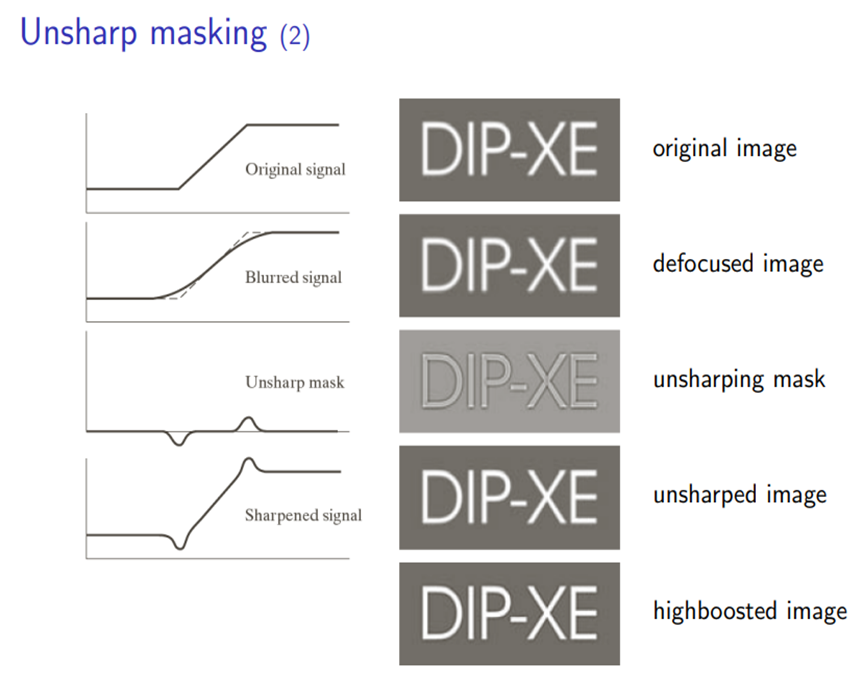 Unsharp masking (2)
Original signal
DIP-XE
original image
Blurred signal
DIP-XE
defocused image
Unsharp mask
DIP-XE
unsharping mask
Sharpened signal
DIP-XE
unsharped image
DIP-XE
highboosted image